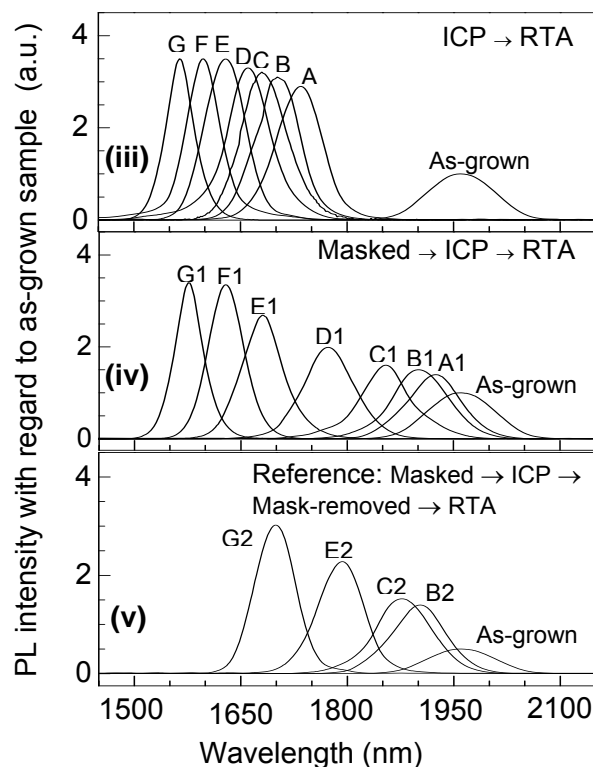 PL intensity with regard to as-grown sample (a.u.)
ICP → RTA
G F E D C B A
As-grown
(iii)
4
2
0
Masked → ICP → RTA
G1 F1 E1 D1 C1 B1 A1
As-grown
(iv)
4
2
0
Reference: Masked → ICP →
Mask-removed → RTA
G2 E2 C2 B2
As-grown
(v)
4
2
0
1500 1650 1800 1950 2100
Wavelength (nm)